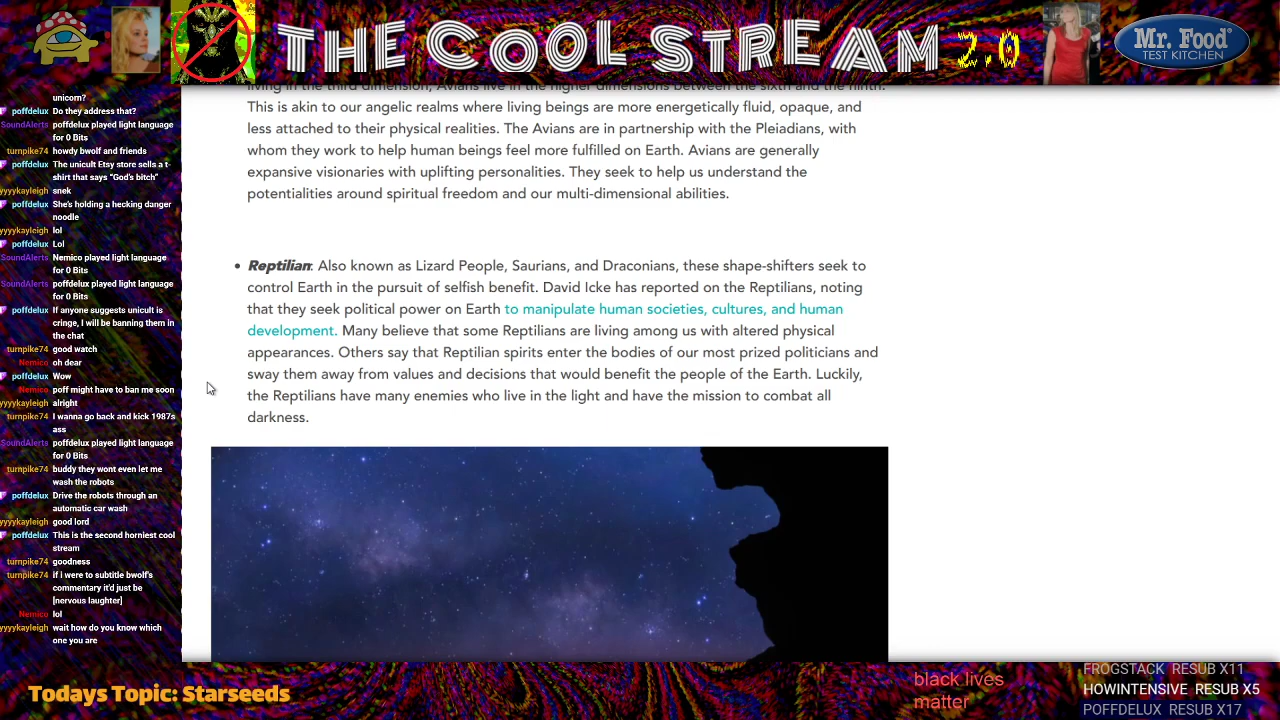 THE COOL STREAM 2.0
Mr. Food
TEST KITCHEN
unicorn?
poffdelux Do they address that?
SoundAlerts poffdelux played light language
for 0 Bits
turnpike74 howdy bwolf and friends
poffdelux The unicult Etsy store sells a t-
shirt that says "God's bitch"
yyyykayleigh snek
poffdelux She's holding a hecking danger
noodle
yyyykayleigh lol
poffdelux Lol
SoundAlerts Nemico played light language
for 0 Bits
SoundAlerts poffdelux played light language
for 0 Bits
poffdelux If anyone suggests unicult is
cringe, I will be banning them in
the chat
turnpike74 good watch
Nemico oh dear
poffdelux Wow
Nemico poff might have to ban me soon
yyyykayleigh alright
turnpike74 I wanna go back and kick 1987s
ass
SoundAlerts poffdelux played light language
for 0 Bits
turnpike74 buddy they wont even let me
wash the robots
poffdelux Drive the robots through an
automatic car wash
yyyykayleigh good lord
poffdelux This is the second horniest cool
stream
turnpike74 goodness
turnpike74 if I were to subtitle bwolf's
commentary it'd just be
[nervous laughter]
Nemico lol
yyyykayleigh wait how do you know which
one you are
living in the third dimension, Avians live in the higher dimensions between the sixth and the ninth.
This is akin to our angelic realms where living beings are more energetically fluid, opaque, and
less attached to their physical realities. The Avians are in partnership with the Pleiadians, with
whom they work to help human beings feel more fulfilled on Earth. Avians are generally
expansive visionaries with uplifting personalities. They seek to help us understand the
potentialities around spiritual freedom and our multi-dimensional abilities.
• Reptilian: Also known as Lizard People, Saurians, and Draconians, these shape-shifters seek to
control Earth in the pursuit of selfish benefit. David Icke has reported on the Reptilians, noting
that they seek political power on Earth to manipulate human societies, cultures, and human
development. Many believe that some Reptilians are living among us with altered physical
appearances. Others say that Reptilian spirits enter the bodies of our most prized politicians and
sway them away from values and decisions that would benefit the people of the Earth. Luckily,
the Reptilians have many enemies who live in the light and have the mission to combat all
darkness.
Todays Topic: Starseeds
black lives
matter
FROGSTACK RESUB X11
HOWINTENSIVE RESUB X5
POFFDELUX RESUB X17